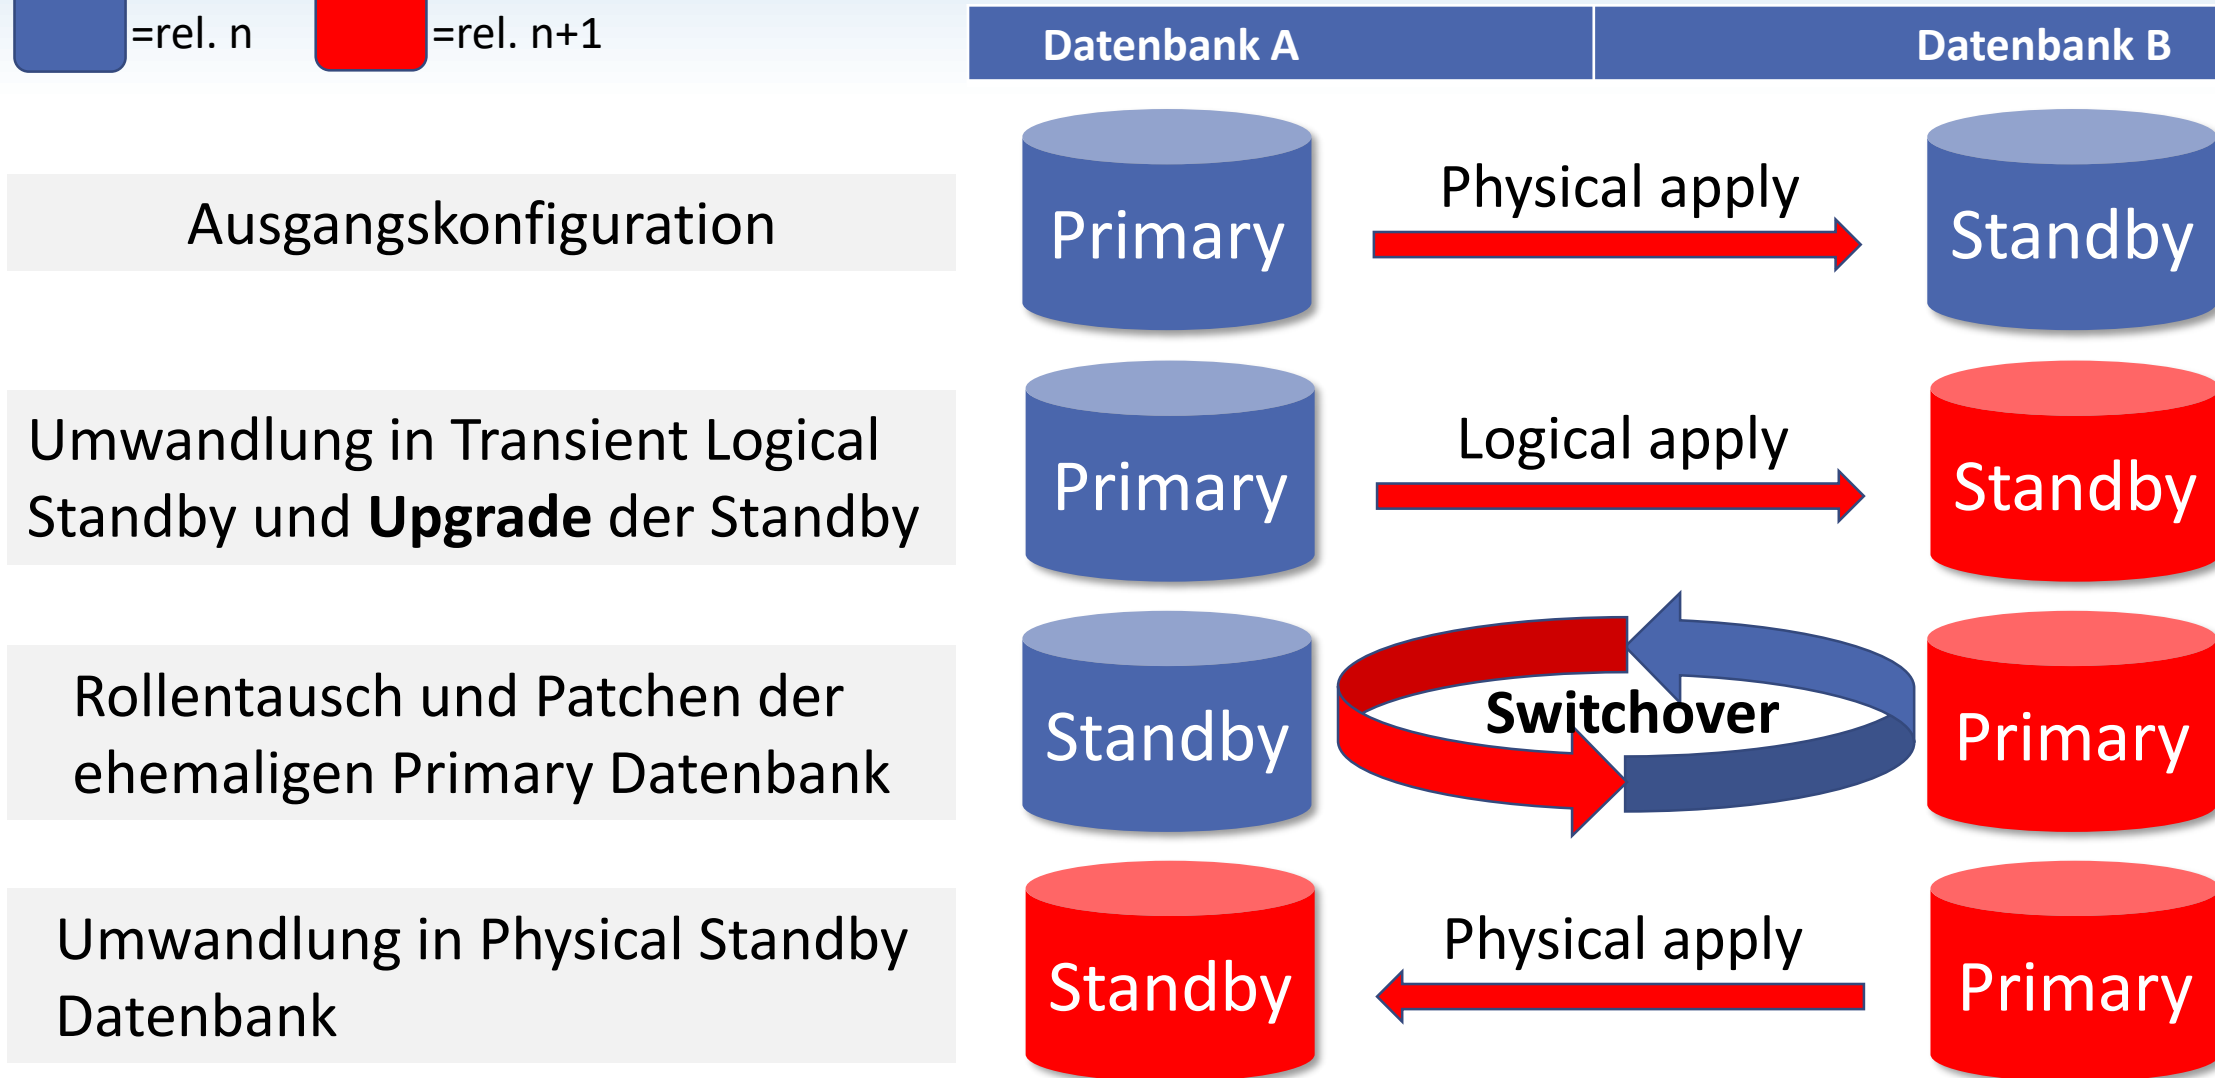 =rel. n
=rel. n+1
Datenbank A
Datenbank B
Ausgangskonfiguration
Primary
Physical apply
Standby
Umwandlung in Transient Logical
Standby und Upgrade der Standby
Primary
Logical apply
Standby
Rollentausch und Patchen der
ehemaligen Primary Datenbank
Standby
Switchover
Primary
Umwandlung in Physical Standby
Datenbank
Standby
Physical apply
Primary